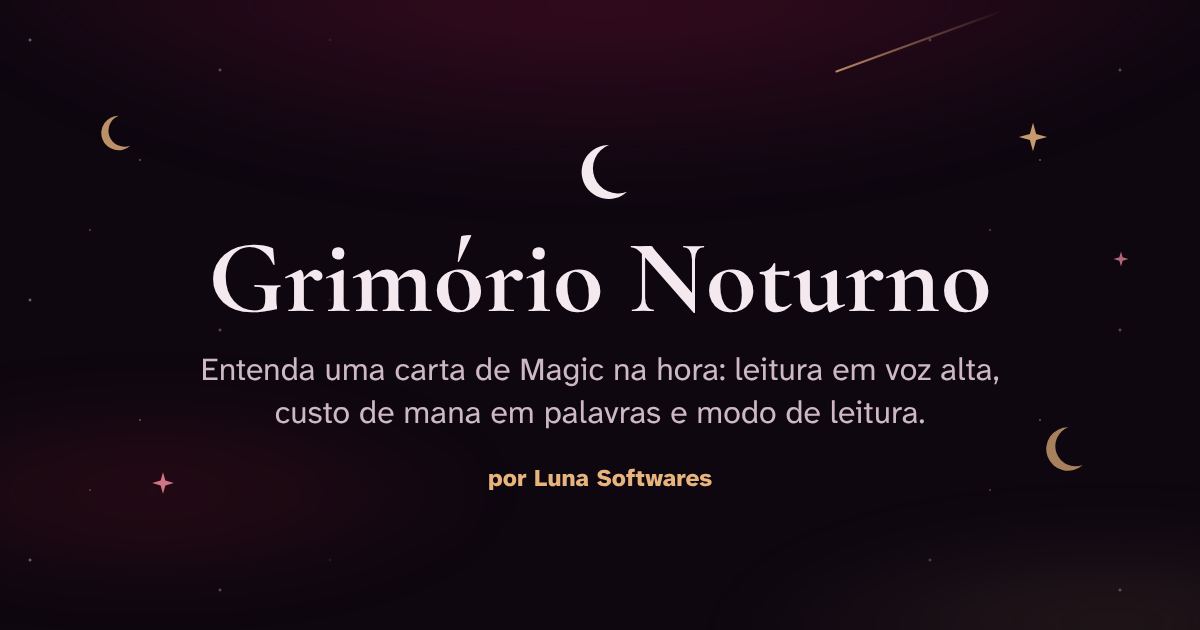 Grimório Noturno
Entenda uma carta de Magic na hora: leitura em voz alta,
custo de mana em palavras e modo de leitura.
por Luna Softwares